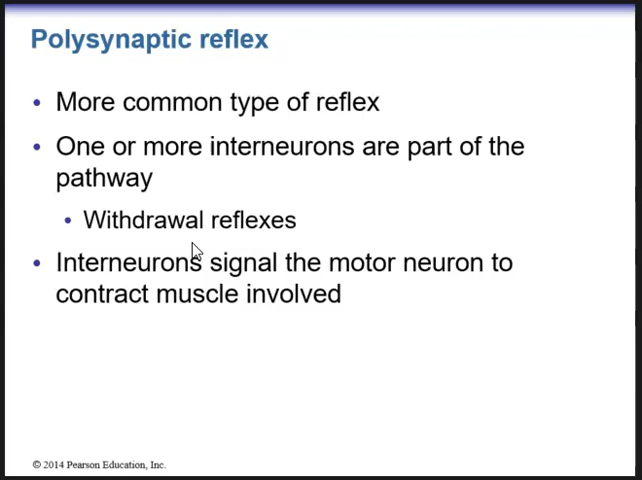 Polysynaptic reflex
• More common type of reflex
• One or more interneurons are part of the
pathway
• Withdrawal reflexes
• Interneurons signal the motor neuron to
contract muscle involved
© 2014 Pearson Education, Inc.